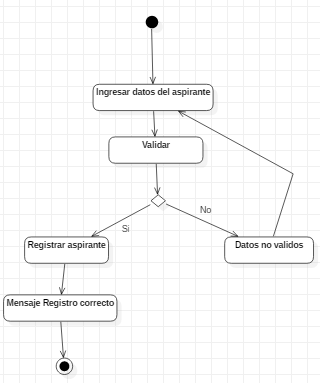 Ingresar datos del aspirante
Validar
No
Si
Registrar aspirante
Datos no validos
Mensaje Registro correcto